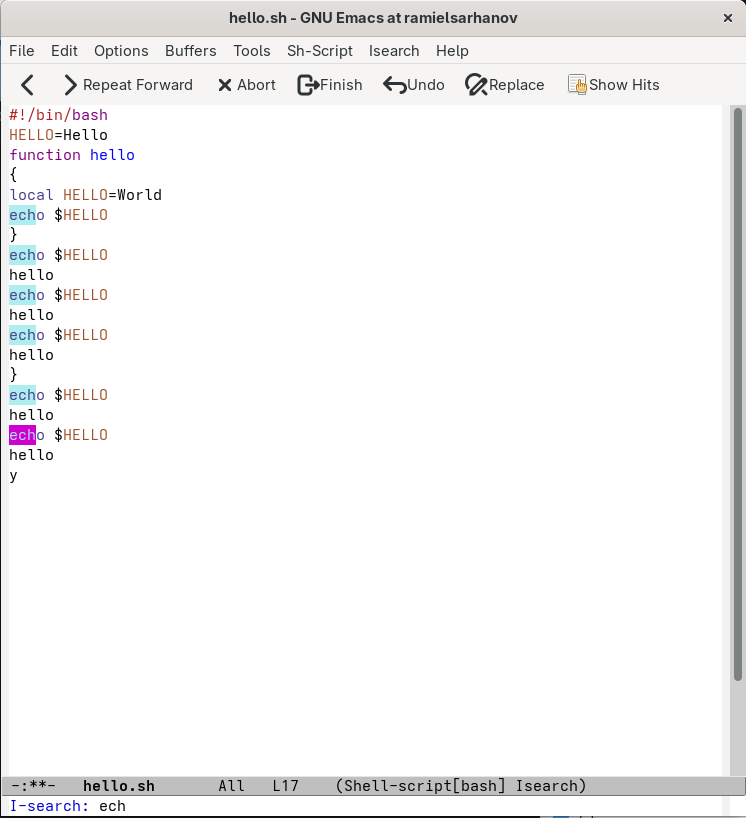 hello.sh - GNU Emacs at ramielsarhanov
File Edit Options Buffers Tools Sh-Script Isearch Help
Repeat Forward Abort Finish Undo Replace Show Hits
#!/bin/bash
HELLO=Hello
function hello
{
local HELLO=World
echo $HELLO
}
echo $HELLO
hello
echo $HELLO
hello
echo $HELLO
hello
}
echo $HELLO
hello
echo $HELLO
hello
y
-:**- hello.sh All L17 (Shell-script[bash] Isearch)
I-search: ech